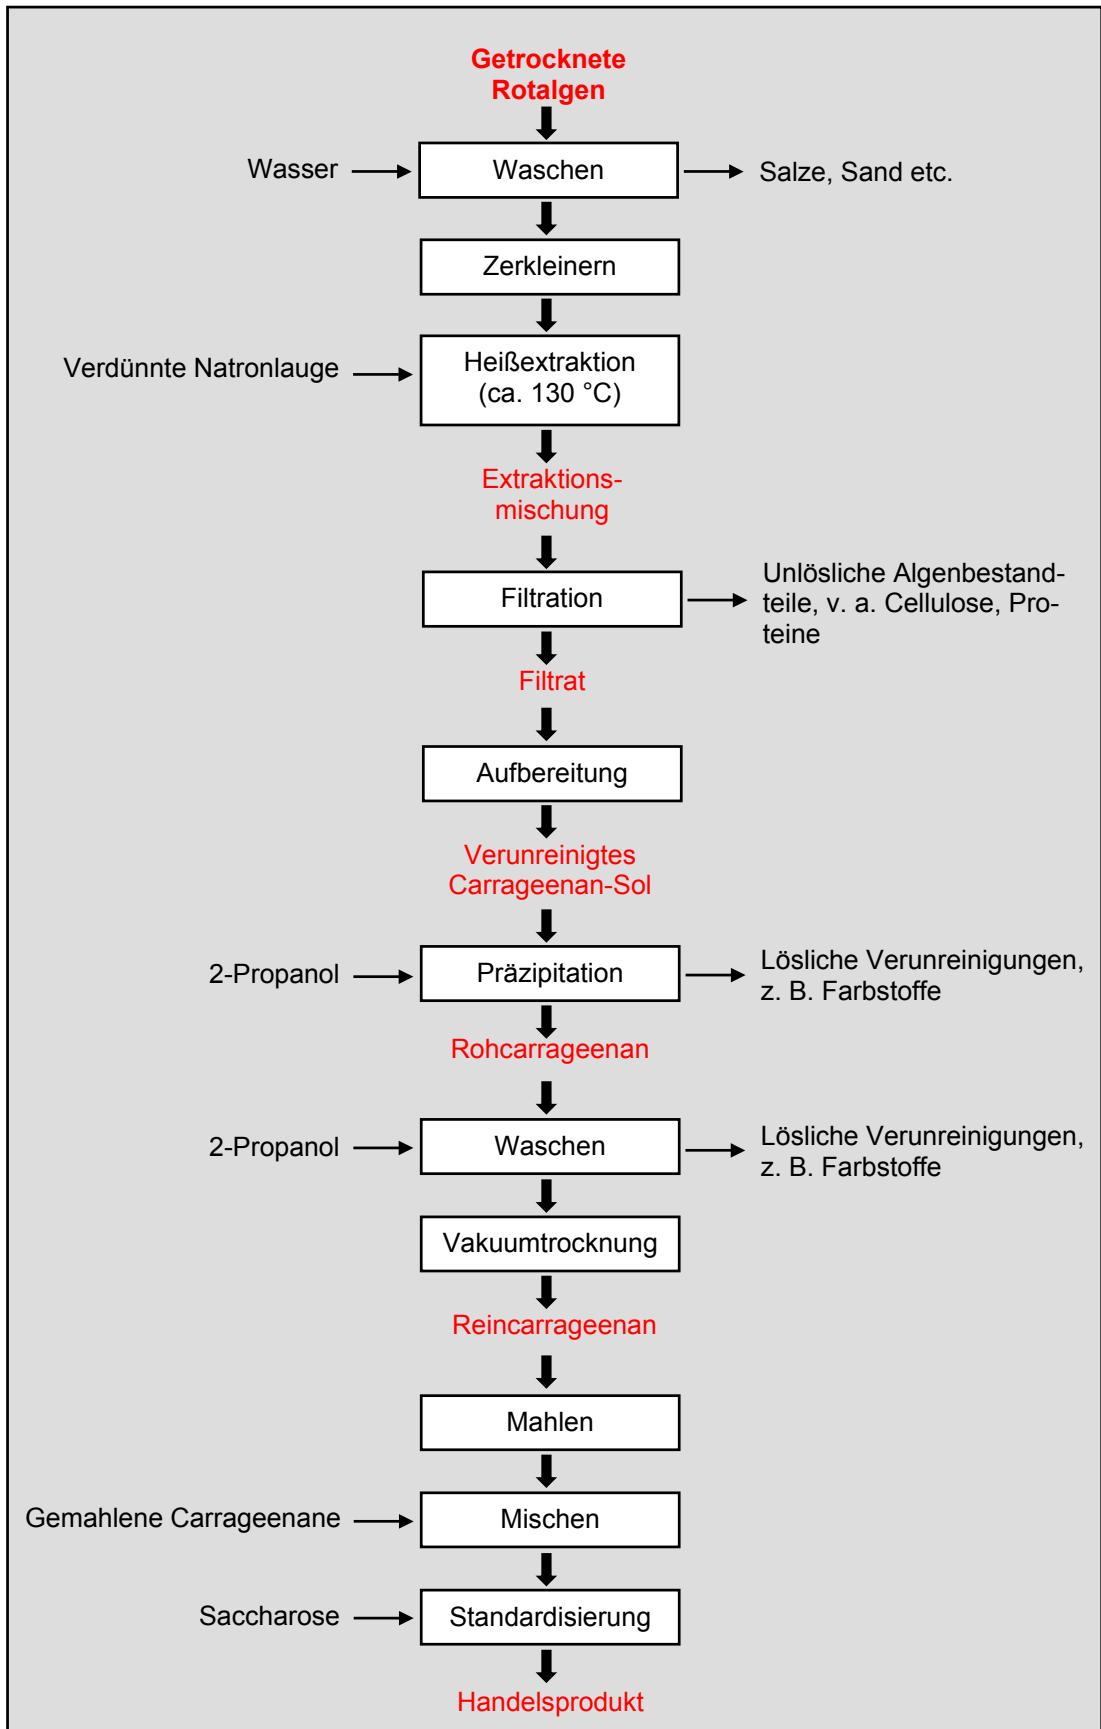 Getrocknete
Rotalgen
Wasser
Waschen
Salze, Sand etc.
Zerkleinern
Verdünnte Natronlauge
Heißextraktion
(ca. 130 °C)
Extraktions-
mischung
Filtration
Unlösliche Algenbestand-
teile, v. a. Cellulose, Pro-
teine
Filtrat
Aufbereitung
Verunreinigtes
Carrageenan-Sol
2-Propanol
Präzipitation
Lösliche Verunreinigungen,
z. B. Farbstoffe
Rohcarrageenan
2-Propanol
Waschen
Lösliche Verunreinigungen,
z. B. Farbstoffe
Vakuumtrocknung
Reincarrageenan
Mahlen
Gemahlene Carrageenane
Mischen
Saccharose
Standardisierung
Handelsprodukt